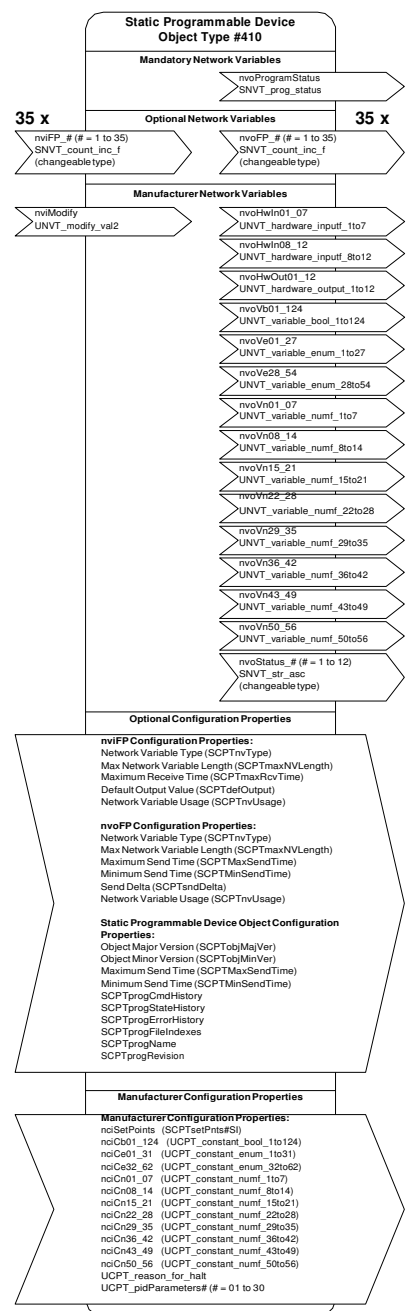 Static Programmable Device
Object Type #410
Mandatory Network Variables
nvoProgramStatus
SNVT_prog_status
35 x
Optional Network Variables
35 x
nviFP_# (# = 1 to 35)
SNVT_count_inc_f
(changeable type)
nvoFP_# (# = 1 to 35)
SNVT_count_inc_f
(changeable type)
Manufacturer Network Variables
nviModify
UNVT_modify_val2
nvoHwIn01_07
UNVT_hardware_inputf_1to7
nvoHwIn08_12
UNVT_hardware_inputf_8to12
nvoHwOut01_12
UNVT_hardware_output_1to12
nvoVb01_124
UNVT_variable_bool_1to124
nvoVe01_27
UNVT_variable_enum_1to27
nvoVe28_54
UNVT_variable_enum_28to54
nvoVn01_07
UNVT_variable_numf_1to7
nvoVn08_14
UNVT_variable_numf_8to14
nvoVn15_21
UNVT_variable_numf_15to21
nvoVn22_28
UNVT_variable_numf_22to28
nvoVn29_35
UNVT_variable_numf_29to35
nvoVn36_42
UNVT_variable_numf_36to42
nvoVn43_49
UNVT_variable_numf_43to49
nvoVn50_56
UNVT_variable_numf_50to56
nvoStatus_# (# = 1 to 12)
SNVT_str_asc
(changeable type)
Optional Configuration Properties
nviFP Configuration Properties:
Network Variable Type (SCPTnvType)
Max Network Variable Length (SCPTmaxNVLength)
Maximum Receive Time (SCPTmaxRcvTime)
Default Output Value (SCPTdefOutput)
Network Variable Usage (SCPTnvUsage)
nvoFP Configuration Properties:
Network Variable Type (SCPTnvType)
Max Network Variable Length (SCPTmaxNVLength)
Maximum Send Time (SCPTMaxSendTime)
Minimum Send Time (SCPTMinSendTime)
Send Delta (SCPTsndDelta)
Network Variable Usage (SCPTnvUsage)
Static Programmable Device Object Configuration
Properties:
Object Major Version (SCPTobjMajVer)
Object Minor Version (SCPTobjMinVer)
Maximum Send Time (SCPTMaxSendTime)
Minimum Send Time (SCPTMinSendTime)
SCPTprogCmdHistory
SCPTprogStateHistory
SCPTprogErrorHistory
SCPTprogFileIndexes
SCPTprogName
SCPTprogRevision
Manufacturer Configuration Properties
Manufacturer Configuration Properties:
nciSetPoints (SCPTsetPnts#SI)
nciCb01_124 (UCPT_constant_bool_1to124)
nciCe01_31 (UCPT_constant_enum_1to31)
nciCe32_62 (UCPT_constant_enum_32to62)
nciCn01_07 (UCPT_constant_numf_1to7)
nciCn08_14 (UCPT_constant_numf_8to14)
nciCn15_21 (UCPT_constant_numf_15to21)
nciCn22_28 (UCPT_constant_numf_22to28)
nciCn29_35 (UCPT_constant_numf_29to35)
nciCn36_42 (UCPT_constant_numf_36to42)
nciCn43_49 (UCPT_constant_numf_43to49)
nciCn50_56 (UCPT_constant_numf_50to56)
UCPT_reason_for_halt
UCPT_pidParameters# (# = 01 to 30